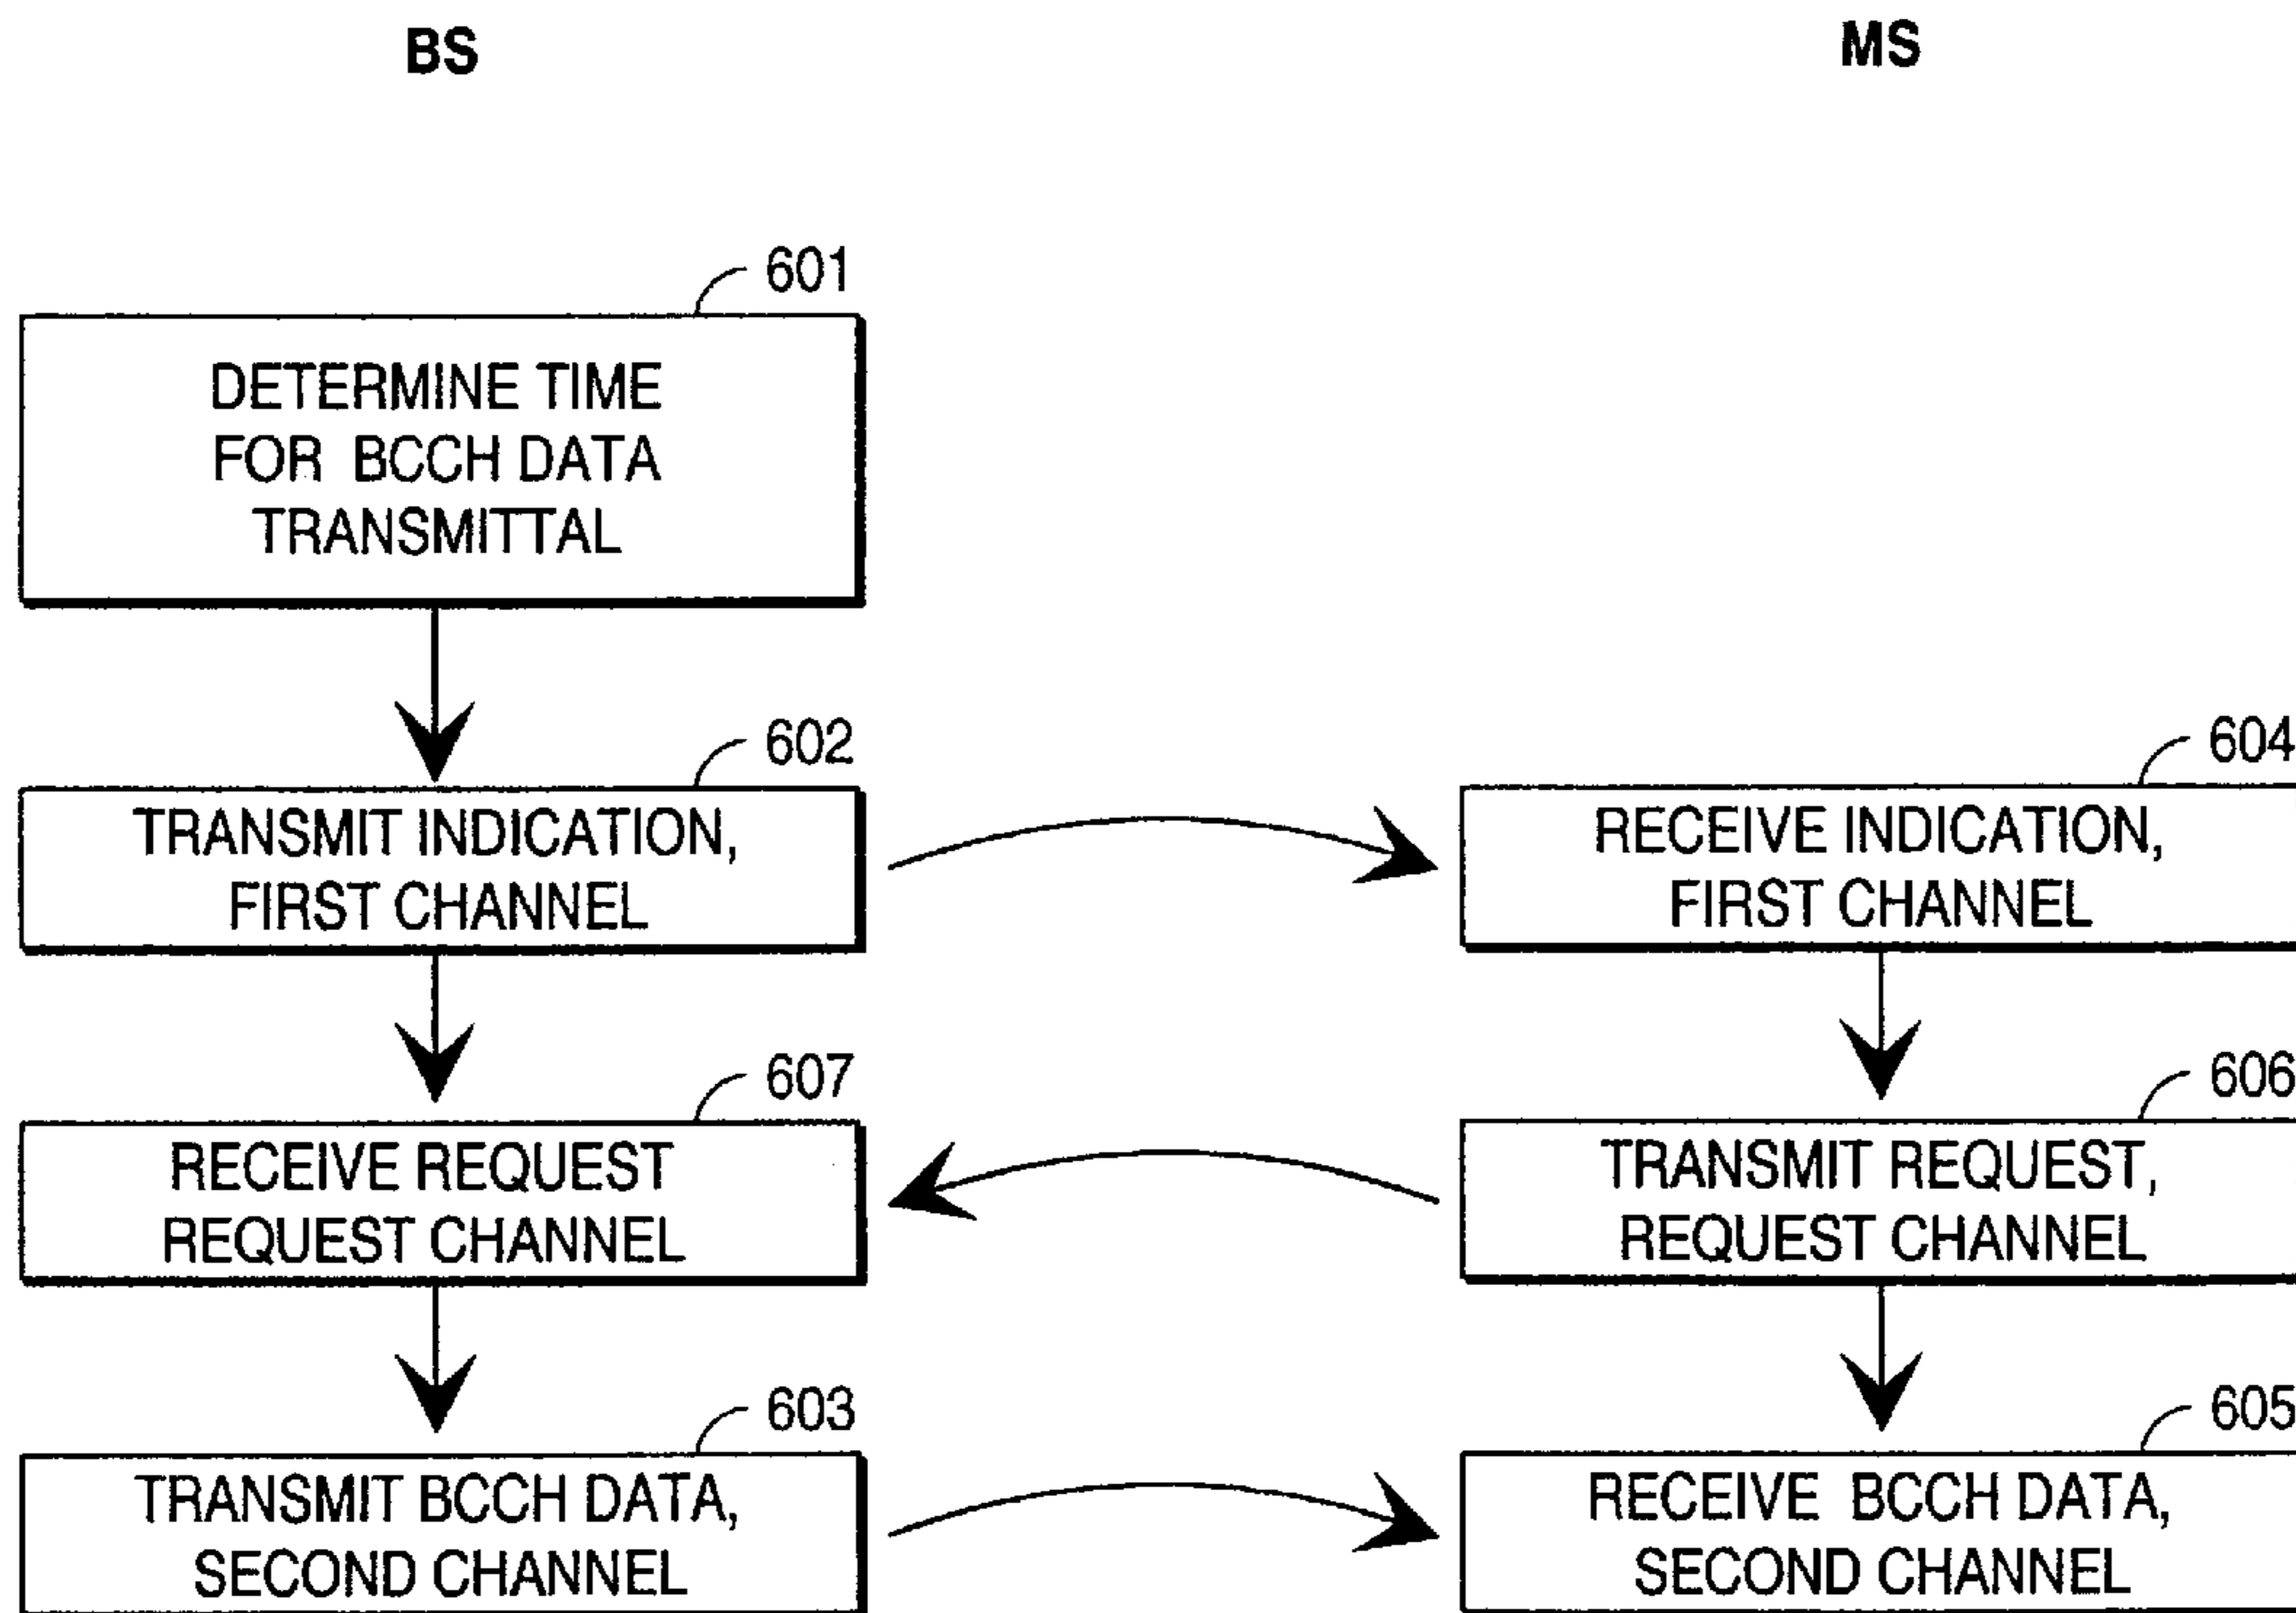 BS
MS
601
DETERMINE TIME
FOR BCCH DATA
TRANSMITTAL
602
TRANSMIT INDICATION,
FIRST CHANNEL
604
RECEIVE INDICATION,
FIRST CHANNEL
607
RECEIVE REQUEST
REQUEST CHANNEL
606
TRANSMIT REQUEST,
REQUEST CHANNEL
603
TRANSMIT BCCH DATA,
SECOND CHANNEL
605
RECEIVE BCCH DATA,
SECOND CHANNEL